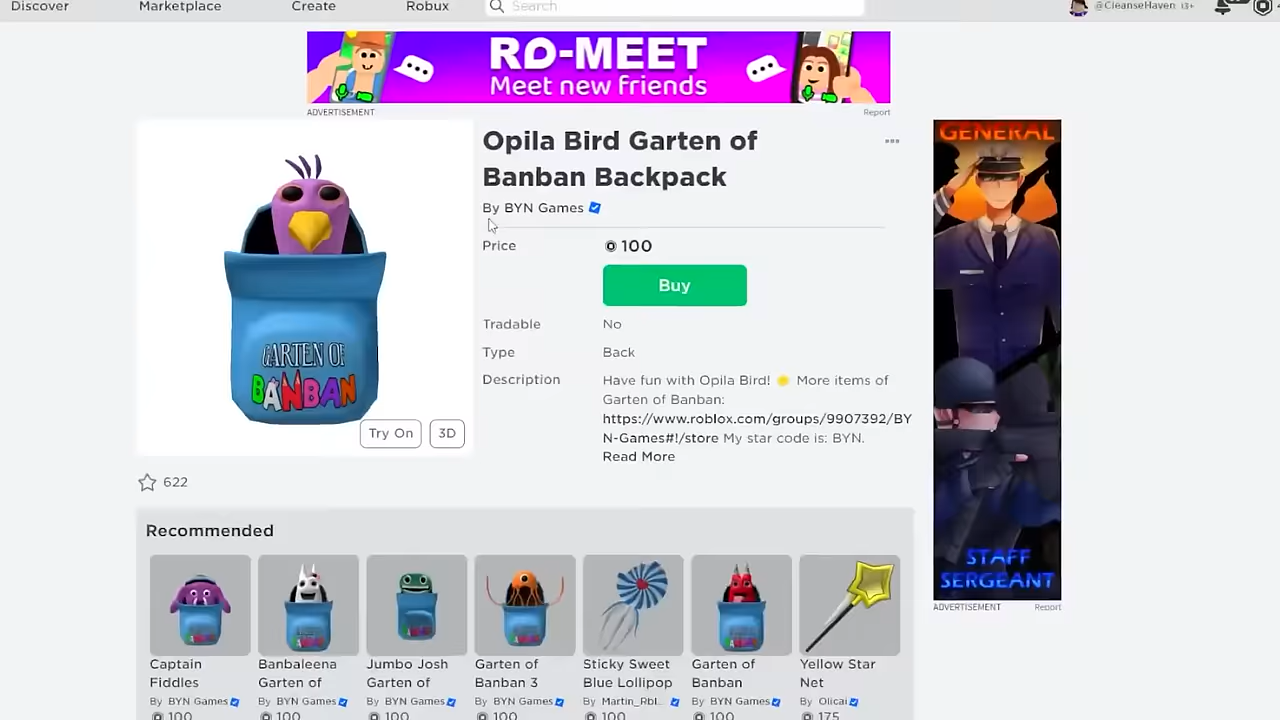 Discover
Marketplace
Create
Robux
Search
@CleanseHaven: 13+
RO-MEET
Meet new friends
ADVERTISEMENT
Report
Opila Bird Garten of
Banban Backpack
By BYN Games
Price
100
Buy
Tradable
No
Type
Back
Description
Have fun with Opila Bird! More items of
Garten of Banban:
https://www.roblox.com/groups/9907392/BY
N-Games#!/store My star code is: BYN.
Read More
GARTEN OF
BANBAN
Try On
3D
622
GENERAL
STAFF
SERGEANT
ADVERTISEMENT
Report
Recommended
Captain
Fiddles
By BYN Games
100
Banbaleena
Garten of
By BYN Games
100
Jumbo Josh
Garten of
By BYN Games
100
Garten of
Banban 3
By BYN Games
100
Sticky Sweet
Blue Lollipop
By Martin_Rbl...
100
Garten of
Banban
By BYN Games
100
Yellow Star
Net
By Olicai
175